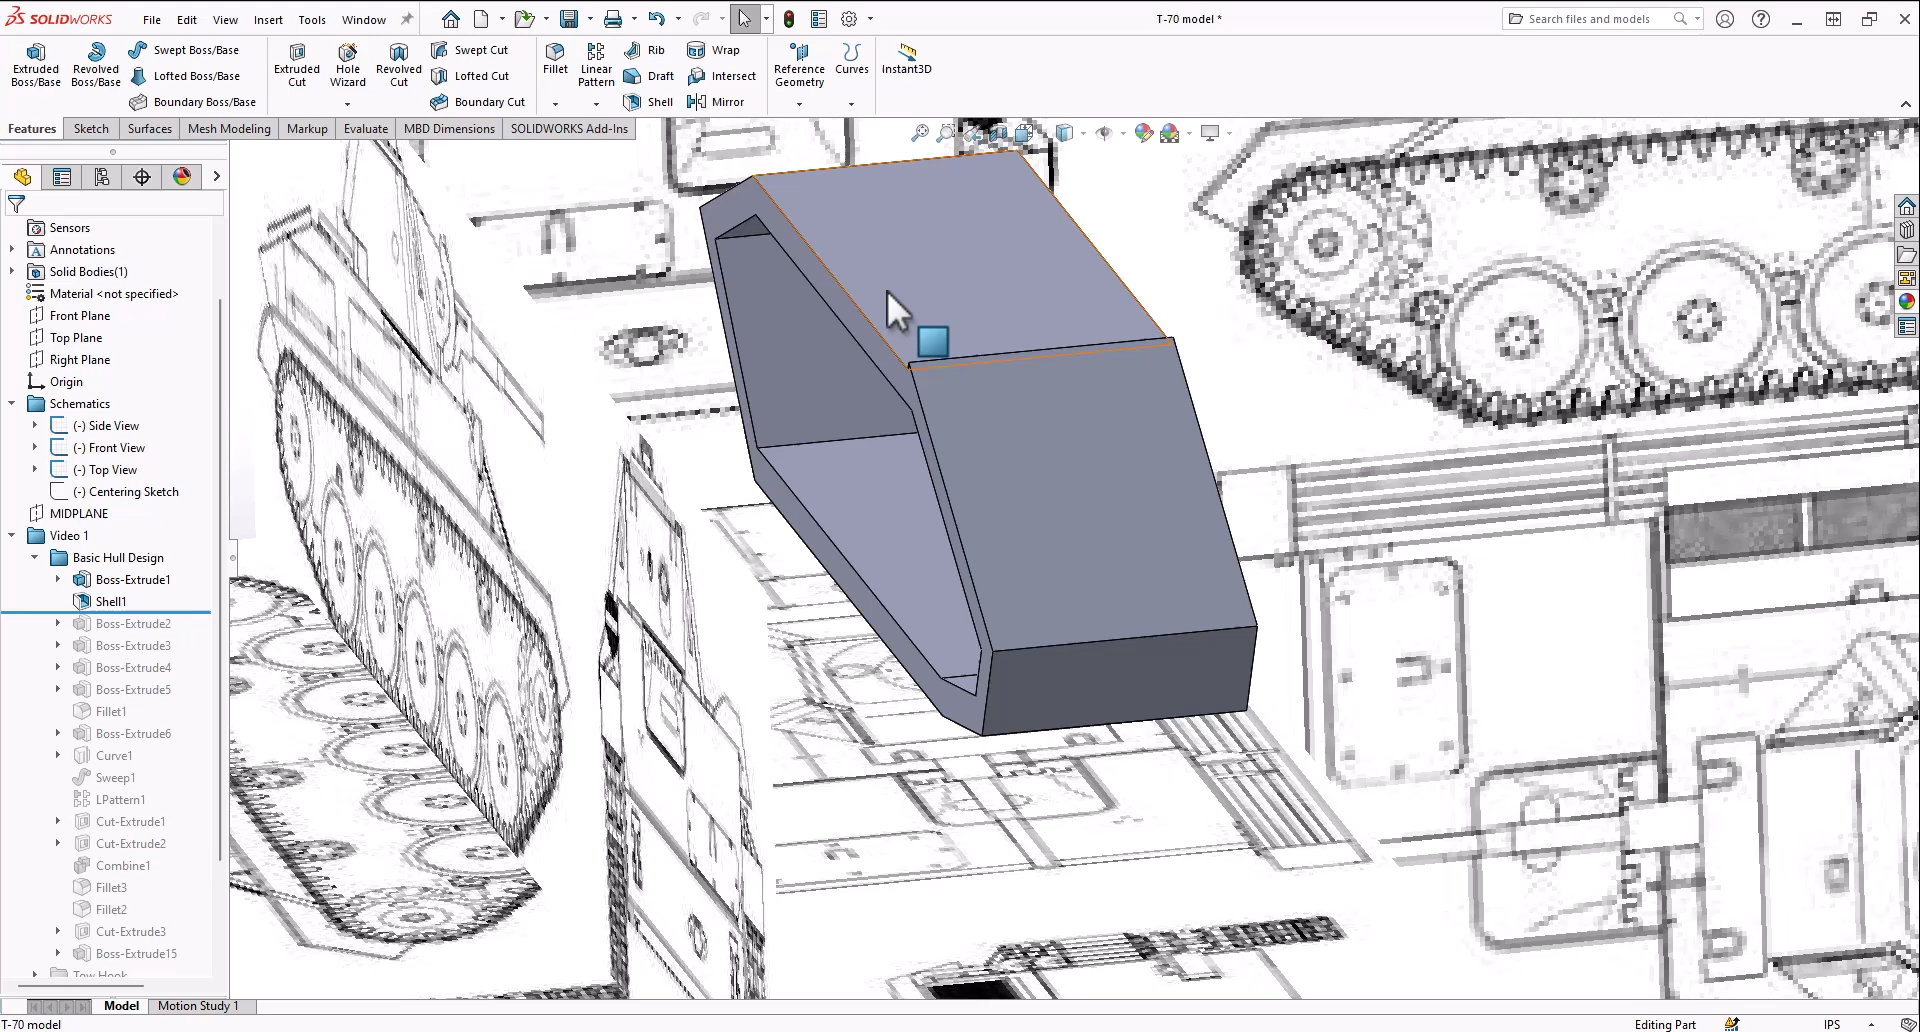 SOLIDWORKS File Edit View Insert Tools Window T-70 model * Search files and models
Extruded Boss/Base
Revolved Boss/Base
Swept Boss/Base
Lofted Boss/Base
Boundary Boss/Base
Extruded Cut
Hole Wizard
Revolved Cut
Swept Cut
Lofted Cut
Boundary Cut
Fillet
Linear Pattern
Rib
Draft
Shell
Wrap
Intersect
Mirror
Reference Geometry
Curves
Instant3D
Features Sketch Surfaces Mesh Modeling Markup Evaluate MBD Dimensions SOLIDWORKS Add-Ins
Sensors
Annotations
Solid Bodies(1)
Material <not specified>
Front Plane
Top Plane
Right Plane
Origin
Schematics
(-) Side View
(-) Front View
(-) Top View
(-) Centering Sketch
MIDPLANE
Video 1
Basic Hull Design
Boss-Extrude1
Shell1
Boss-Extrude2
Boss-Extrude3
Boss-Extrude4
Boss-Extrude5
Fillet1
Boss-Extrude6
Curve1
Sweep1
LPattern1
Cut-Extrude1
Cut-Extrude2
Combine1
Fillet3
Fillet2
Cut-Extrude3
Boss-Extrude15
Tow Hook
Model Motion Study 1
T-70 model Editing Part IPS